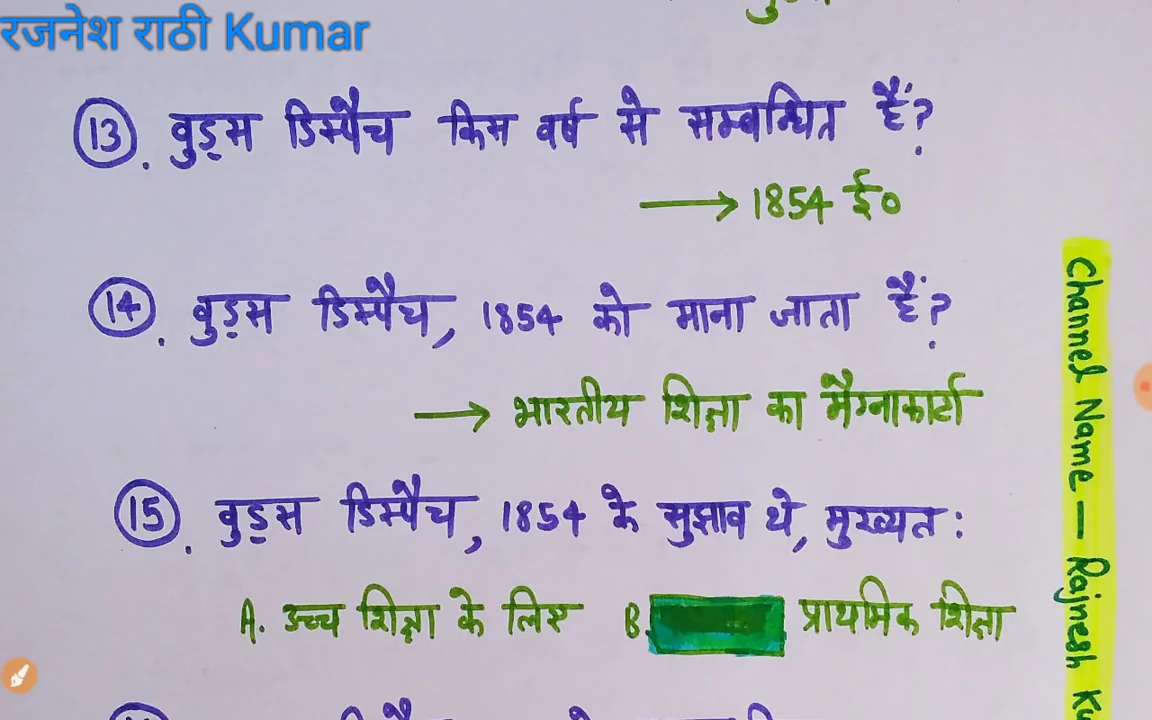 रजनेश राठी Kumar
13. वुड्स डिस्पैच किस वर्ष से सम्बन्धित हैं?
→ 1854 ई०
14. वुड्स डिस्पैच, 1854 को माना जाता हैं?
→ भारतीय शिक्षा का मैग्नाकार्टा
15. वुड्स डिस्पैच, 1854 के सुझाव थे, मुख्यत:
A. उच्च शिक्षा के लिए B. प्राथमिक शिक्षा
Channel Name — Rajnesh Ku